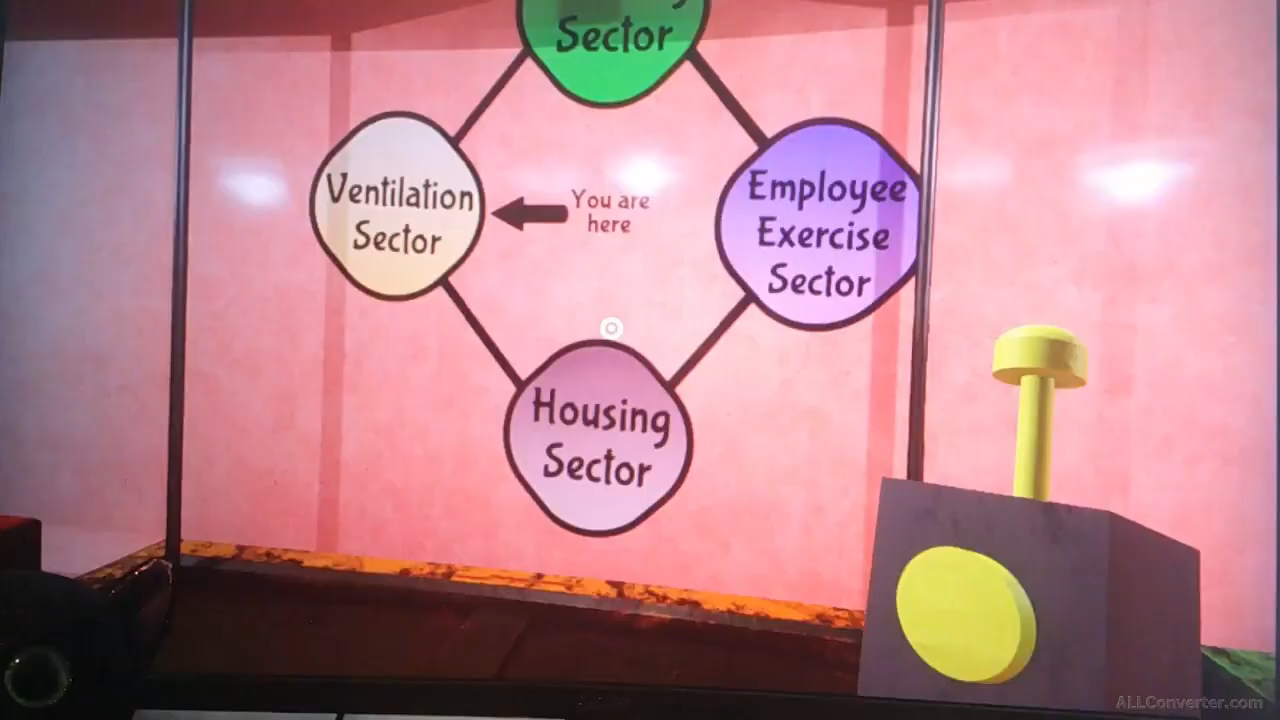 Sector
Ventilation
Sector
You are
here
Employee
Exercise
Sector
Housing
Sector
ALLConverter.com